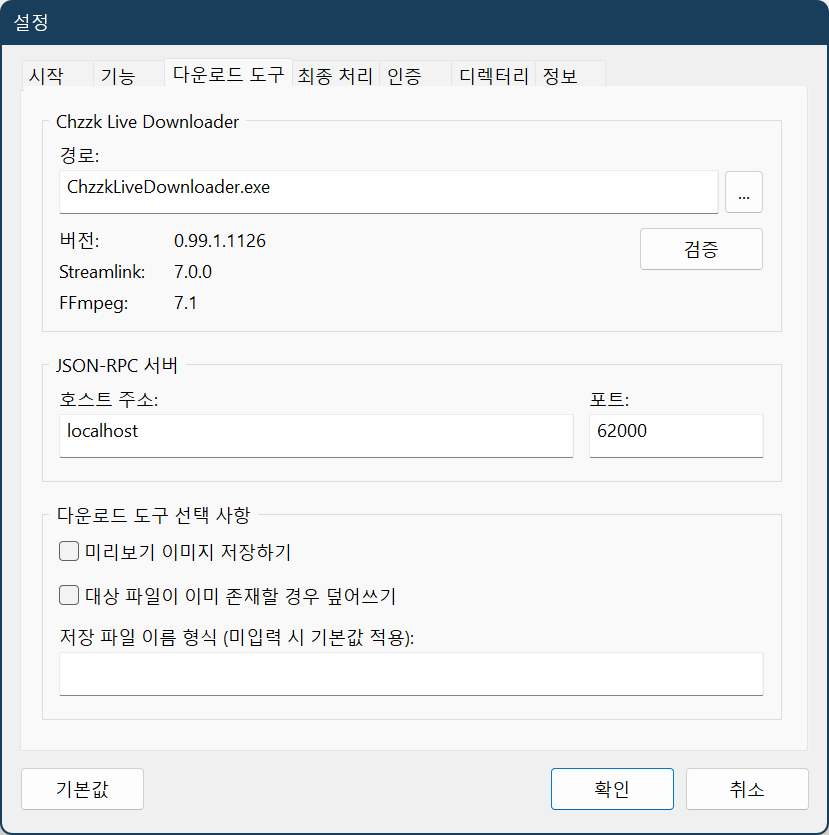 설정
시작 기능 다운로드 도구 최종 처리 인증 디렉터리 정보
Chzzk Live Downloader
경로:
ChzzkLiveDownloader.exe ...
버전: 0.99.1.1126 검증
Streamlink: 7.0.0
FFmpeg: 7.1
JSON-RPC 서버
호스트 주소: 포트:
localhost 62000
다운로드 도구 선택 사항
미리보기 이미지 저장하기
대상 파일이 이미 존재할 경우 덮어쓰기
저장 파일 이름 형식 (미입력 시 기본값 적용):
기본값 확인 취소